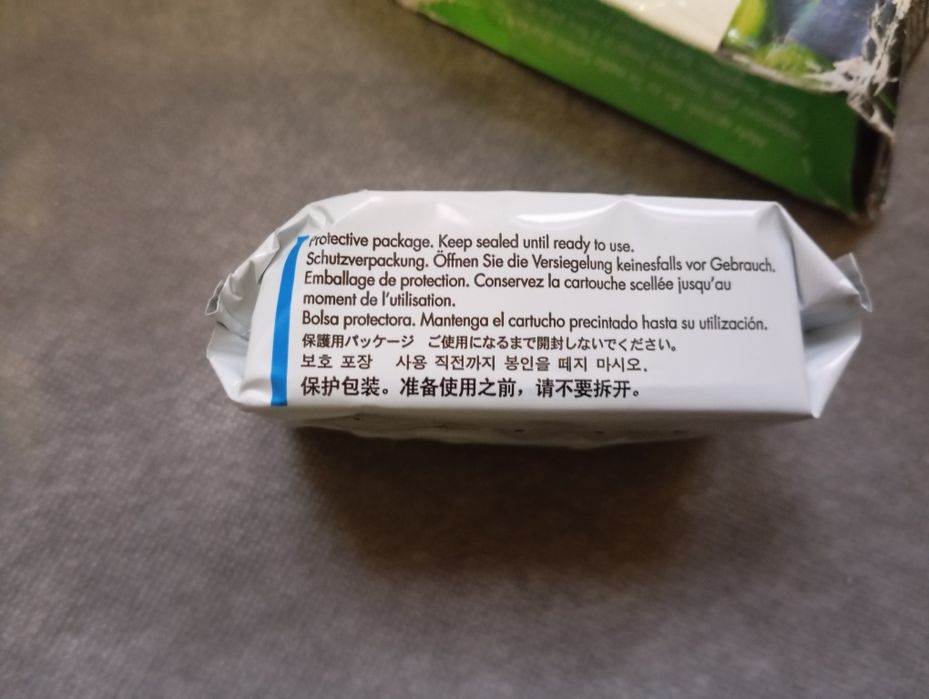 Protective package. Keep sealed until ready to use.
Schutzverpackung. Öffnen Sie die Versiegelung keinesfalls vor Gebrauch.
Emballage de protection. Conservez la cartouche scellée jusqu'au
moment de l'utilisation.
Bolsa protectora. Mantenga el cartucho precintado hasta su utilización.
保護用パッケージ ご使用になるまで開封しないでください。
보호 포장 사용 직전까지 봉인을 떼지 마시오.
保护包装。准备使用之前，请不要拆开。